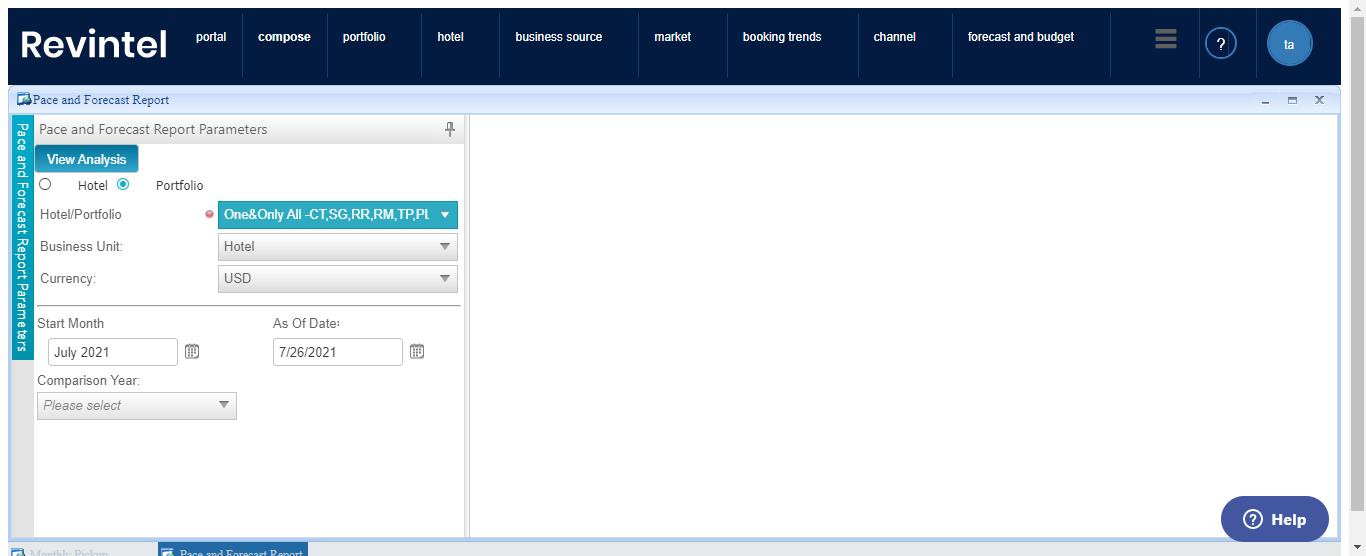 Revintel
portal compose portfolio hotel business source market booking trends channel forecast and budget
?
ta
Pace and Forecast Report
Pace and Forecast Report Parameters
Pace and Forecast Report Parameters
View Analysis
Hotel Portfolio
Hotel/Portfolio One&Only All -CT,SG,RR,RM,TP,PL
Business Unit: Hotel
Currency: USD
Start Month As Of Date:
July 2021 7/26/2021
Comparison Year:
Please select
? Help
Monthly Pickup Pace and Forecast Report